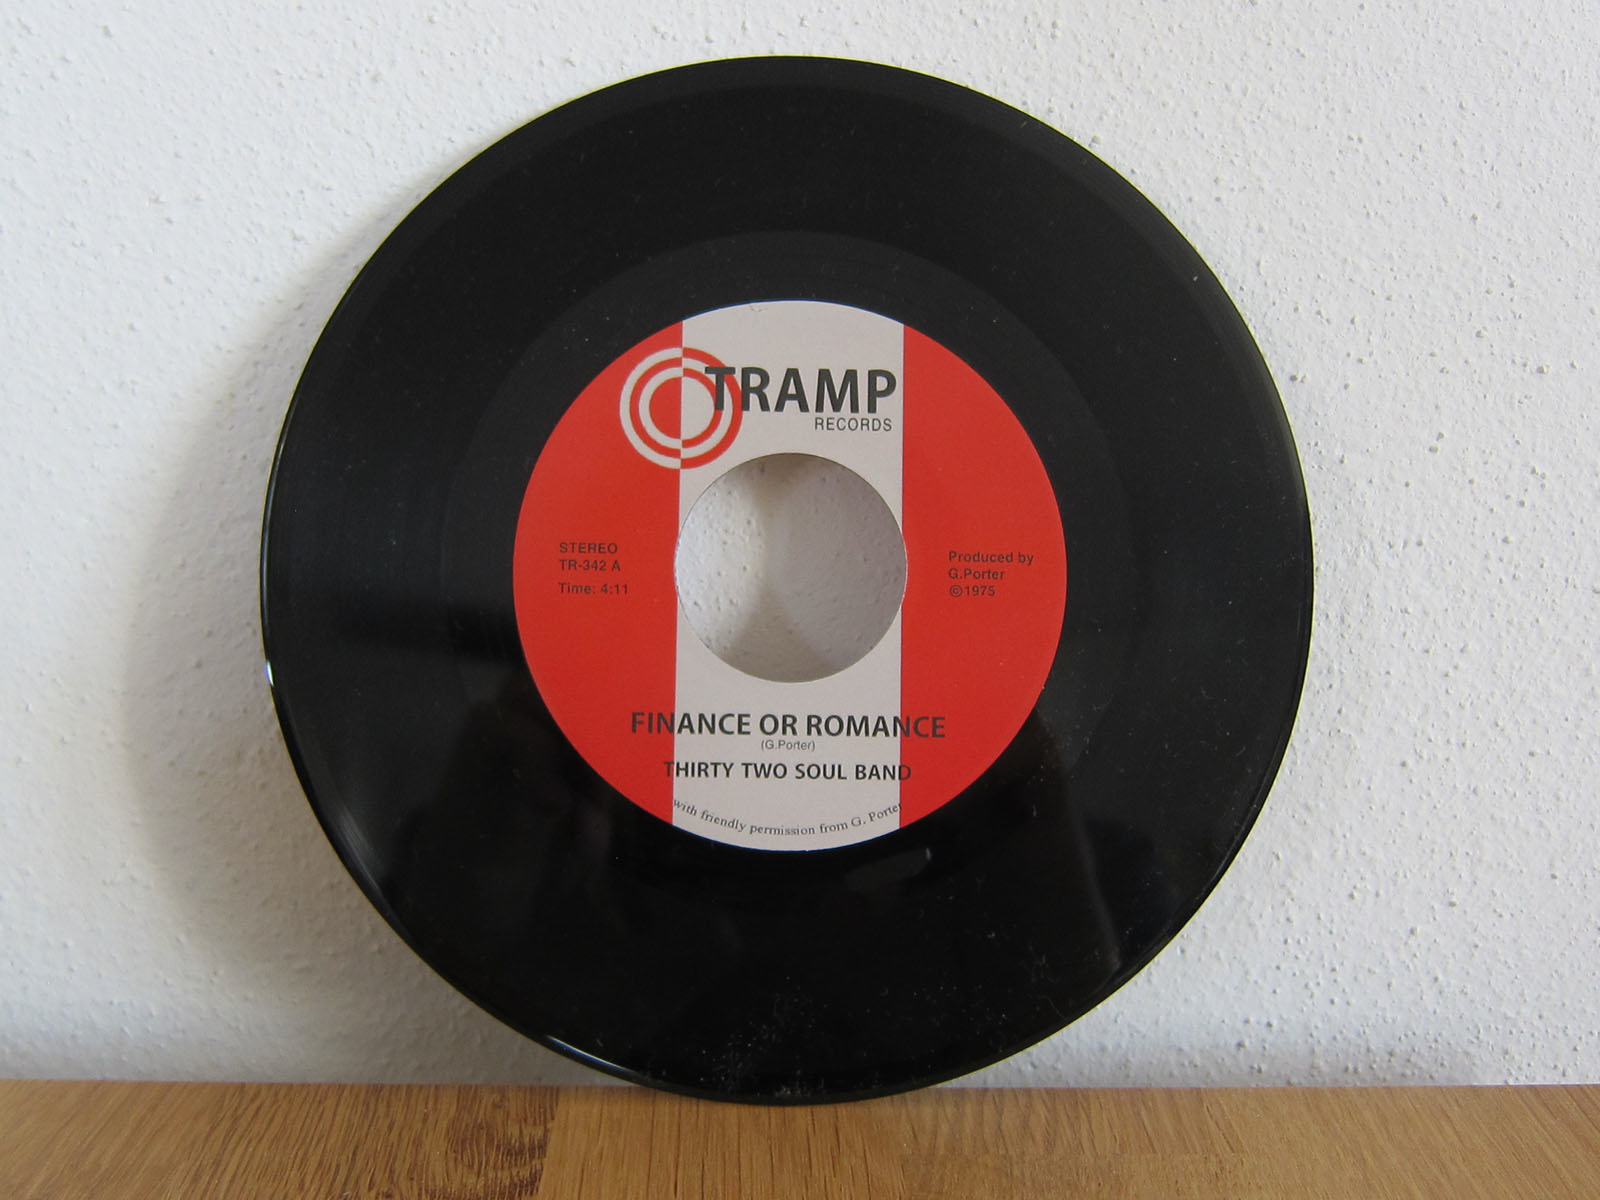 TRAMP
RECORDS
STEREO
TR-342 A
Time: 4:11
Produced by
G.Porter
©1975
FINANCE OR ROMANCE
(G.Porter)
THIRTY TWO SOUL BAND
with friendly permission from G. Porter